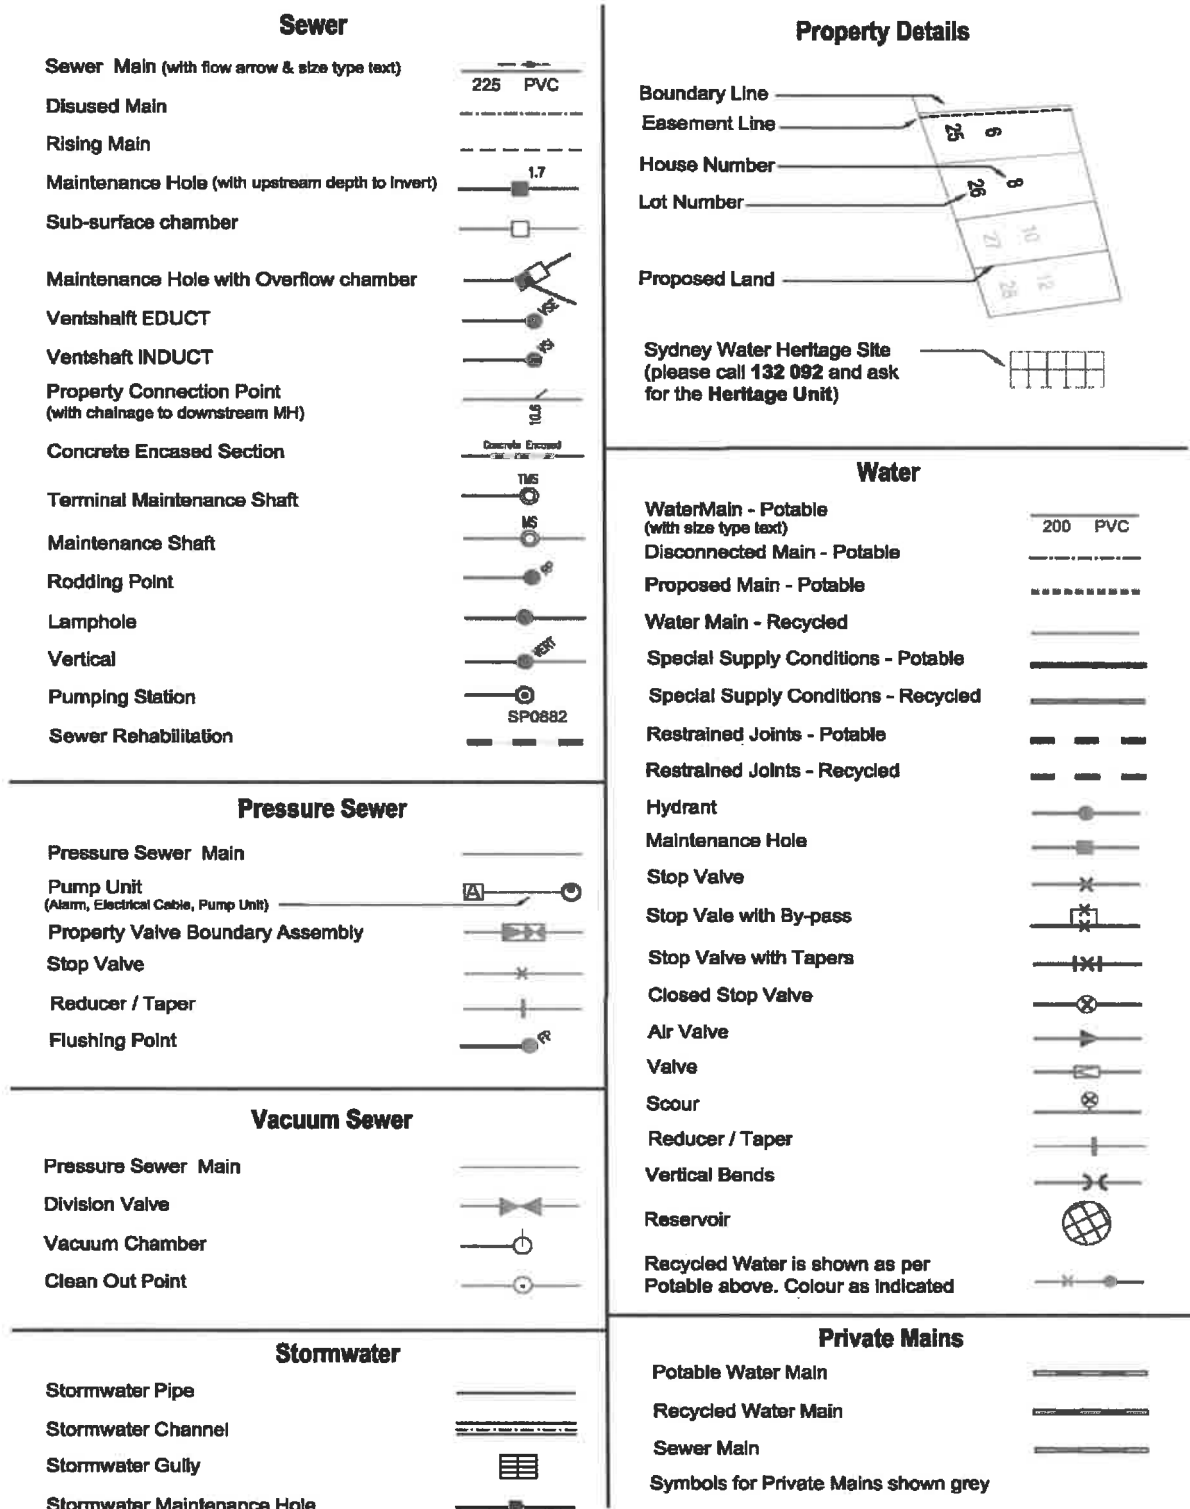 Sewer
Sewer Main (with flow arrow & size type text)
225 PVC
Disused Main
Rising Main
Maintenance Hole (with upstream depth to invert)
1.7
Sub-surface chamber
Maintenance Hole with Overflow chamber
Ventshalft EDUCT
VSE
Ventshaft INDUCT
VSI
Property Connection Point
(with chainage to downstream MH)
10.6
Concrete Encased Section
Concrete Encased
Terminal Maintenance Shaft
TMS
Maintenance Shaft
MS
Rodding Point
RP
Lamphole
Vertical
VERT
Pumping Station
SP0882
Sewer Rehabilitation
Pressure Sewer
Pressure Sewer Main
Pump Unit
(Alarm, Electrical Cable, Pump Unit)
A
Property Valve Boundary Assembly
Stop Valve
Reducer / Taper
Flushing Point
FP
Vacuum Sewer
Pressure Sewer Main
Division Valve
Vacuum Chamber
Clean Out Point
Stormwater
Stormwater Pipe
Stormwater Channel
Stormwater Gully
Stormwater Maintenance Hole
Property Details
Boundary Line
Easement Line
25 6
House Number
8
Lot Number
26
27 10
Proposed Land
28 12
Sydney Water Heritage Site
(please call 132 092 and ask
for the Heritage Unit)
Water
WaterMain - Potable
(with size type text)
200 PVC
Disconnected Main - Potable
Proposed Main - Potable
Water Main - Recycled
Special Supply Conditions - Potable
Special Supply Conditions - Recycled
Restrained Joints - Potable
Restrained Joints - Recycled
Hydrant
Maintenance Hole
Stop Valve
Stop Vale with By-pass
Stop Valve with Tapers
Closed Stop Valve
Air Valve
Valve
Scour
Reducer / Taper
Vertical Bends
Reservoir
Recycled Water is shown as per
Potable above. Colour as indicated
Private Mains
Potable Water Main
Recycled Water Main
Sewer Main
Symbols for Private Mains shown grey